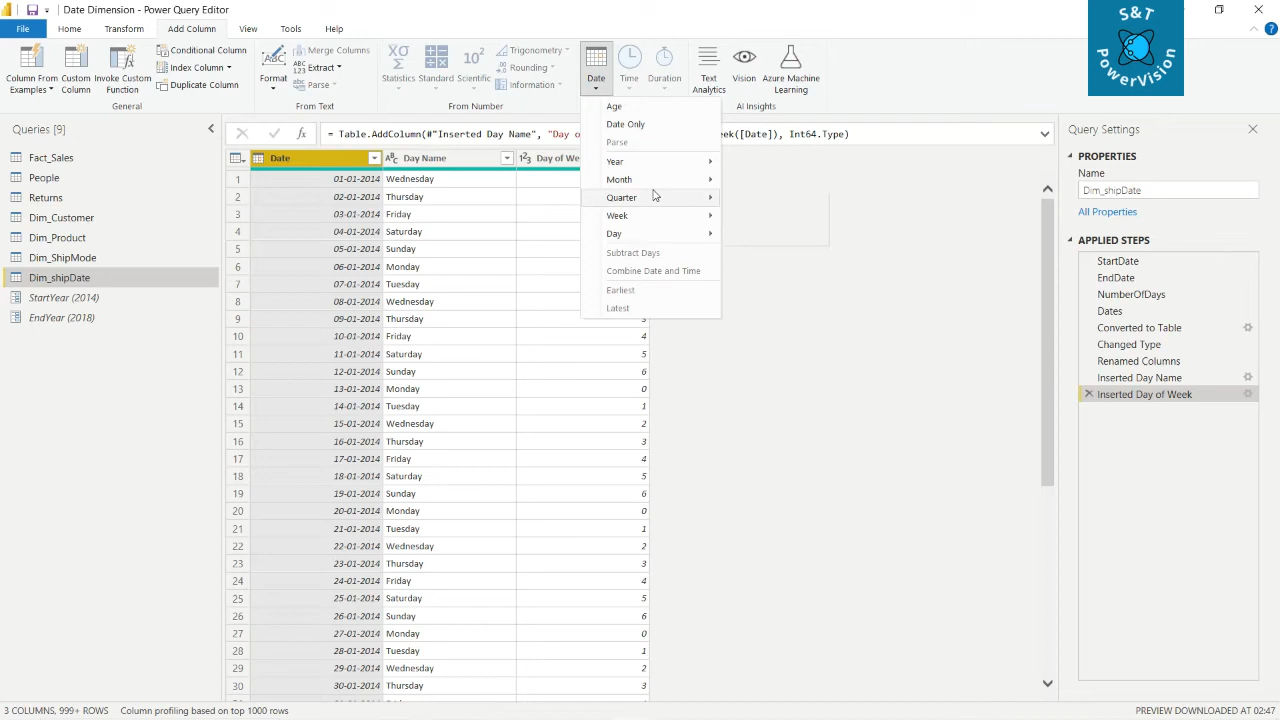 Date Dimension - Power Query Editor
File Home Transform Add Column View Tools Help
Column From Examples
Custom Column
Invoke Custom Function
Conditional Column
Index Column
Duplicate Column
General
Format
Merge Columns
Extract
Parse
From Text
Statistics
Standard
Scientific
Trigonometry
Rounding
Information
From Number
Date
Time
Duration
Text Analytics
Vision
Azure Machine Learning
AI Insights
S&T
PowerVision
Queries [9]
Fact_Sales
People
Returns
Dim_Customer
Dim_Product
Dim_ShipMode
Dim_shipDate
StartYear (2014)
EndYear (2018)
= Table.AddColumn(#"Inserted Day Name", "Day o
ek([Date]), Int64.Type)
Age
Date Only
Parse
Year
Month
Quarter
Week
Day
Subtract Days
Combine Date and Time
Earliest
Latest
Date Day Name Day of We
1 01-01-2014 Wednesday
2 02-01-2014 Thursday
3 03-01-2014 Friday
4 04-01-2014 Saturday
5 05-01-2014 Sunday
6 06-01-2014 Monday
7 07-01-2014 Tuesday
8 08-01-2014 Wednesday
9 09-01-2014 Thursday 3
10 10-01-2014 Friday 4
11 11-01-2014 Saturday 5
12 12-01-2014 Sunday 6
13 13-01-2014 Monday 0
14 14-01-2014 Tuesday 1
15 15-01-2014 Wednesday 2
16 16-01-2014 Thursday 3
17 17-01-2014 Friday 4
18 18-01-2014 Saturday 5
19 19-01-2014 Sunday 6
20 20-01-2014 Monday 0
21 21-01-2014 Tuesday 1
22 22-01-2014 Wednesday 2
23 23-01-2014 Thursday 3
24 24-01-2014 Friday 4
25 25-01-2014 Saturday 5
26 26-01-2014 Sunday 6
27 27-01-2014 Monday 0
28 28-01-2014 Tuesday 1
29 29-01-2014 Wednesday 2
30 30-01-2014 Thursday 3
Query Settings
PROPERTIES
Name
Dim_shipDate
All Properties
APPLIED STEPS
StartDate
EndDate
NumberOfDays
Dates
Converted to Table
Changed Type
Renamed Columns
Inserted Day Name
Inserted Day of Week
3 COLUMNS, 999+ ROWS
Column profiling based on top 1000 rows
PREVIEW DOWNLOADED AT 02:47